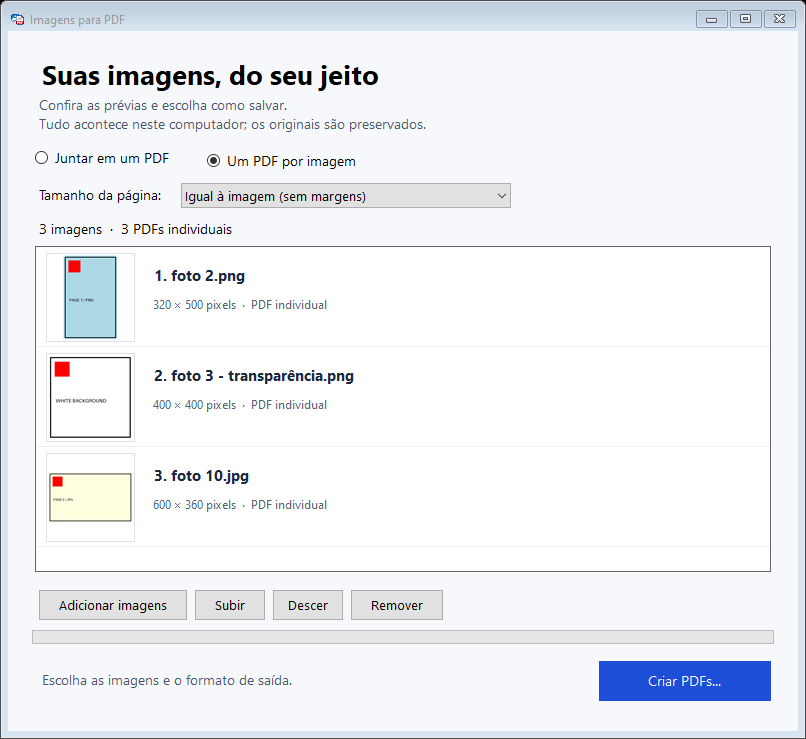 Imagens para PDF
Suas imagens, do seu jeito
Confira as prévias e escolha como salvar.
Tudo acontece neste computador; os originais são preservados.
Juntar em um PDF
Um PDF por imagem
Tamanho da página:
Igual à imagem (sem margens)
3 imagens · 3 PDFs individuais
1. foto 2.png
320 × 500 pixels · PDF individual
PAGE 1 / PNG
2. foto 3 - transparência.png
400 × 400 pixels · PDF individual
WHITE BACKGROUND
3. foto 10.jpg
600 × 360 pixels · PDF individual
Adicionar imagens
Subir
Descer
Remover
Escolha as imagens e o formato de saída.
Criar PDFs...